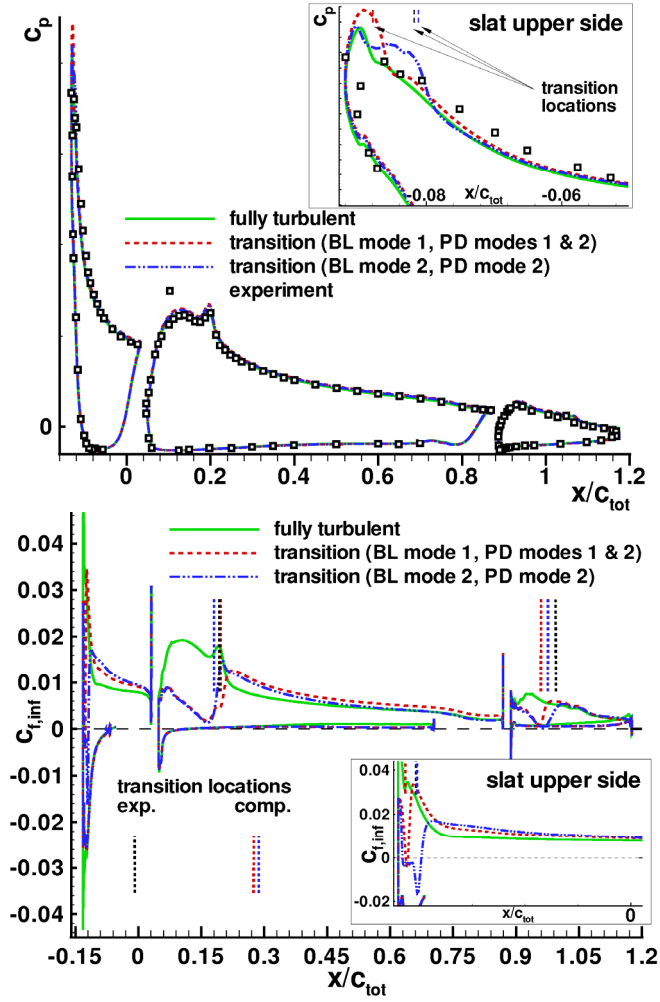 c_p
slat upper side
c_p
transition
locations
-0.08
x/c_tot
-0.06
fully turbulent
transition (BL mode 1, PD modes 1 & 2)
transition (BL mode 2, PD mode 2)
experiment
0
0 0.2 0.4 0.6 0.8 1 1.2
x/c_tot
fully turbulent
transition (BL mode 1, PD modes 1 & 2)
transition (BL mode 2, PD mode 2)
0.04
0.03
0.02
0.01
0
-0.01
-0.02
-0.03
-0.04
c_f,inf
transition locations
exp. comp.
slat upper side
0.04
0.02
0
-0.02
c_f,inf
x/c_tot
0
-0.15 0 0.15 0.3 0.45 0.6 0.75 0.9 1.05 1.2
x/c_tot